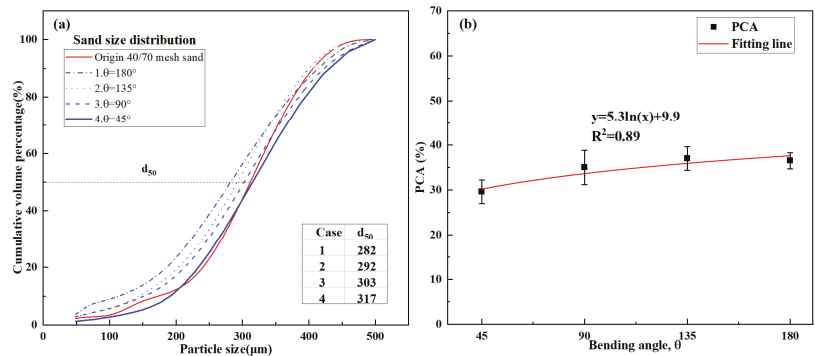 (a)
Sand size distribution
Origin 40/70 mesh sand
1.θ=180°
2.θ=135°
3.θ=90°
4.θ=45°
d50
Case d50
1 282
2 292
3 303
4 317
Cumulative volume percentage(%)
100
80
60
40
20
0
0 100 200 300 400 500
Particle size(μm)
(b)
PCA
Fitting line
y=5.3ln(x)+9.9
R²=0.89
PCA (%)
70
60
50
40
30
20
10
0
45 90 135 180
Bending angle, θ